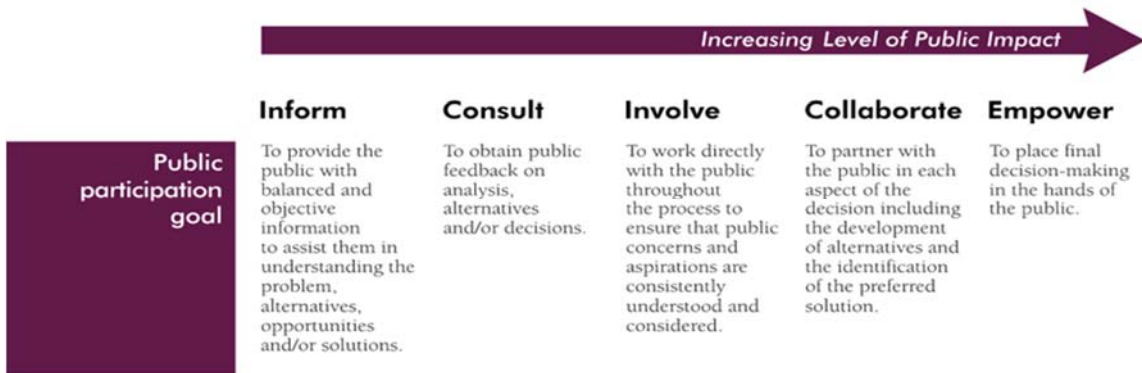 Increasing Level of Public Impact
Inform
Consult
Involve
Collaborate
Empower
Public
participation
goal
To provide the
public with
balanced and
objective
information
to assist them in
understanding the
problem,
alternatives,
opportunities
and/or solutions.
To obtain public
feedback on
analysis,
alternatives
and/or decisions.
To work directly
with the public
throughout
the process to
ensure that public
concerns and
aspirations are
consistently
understood and
considered.
To partner with
the public in each
aspect of the
decision including
the development
of alternatives and
the identification
of the preferred
solution.
To place final
decision-making
in the hands of
the public.